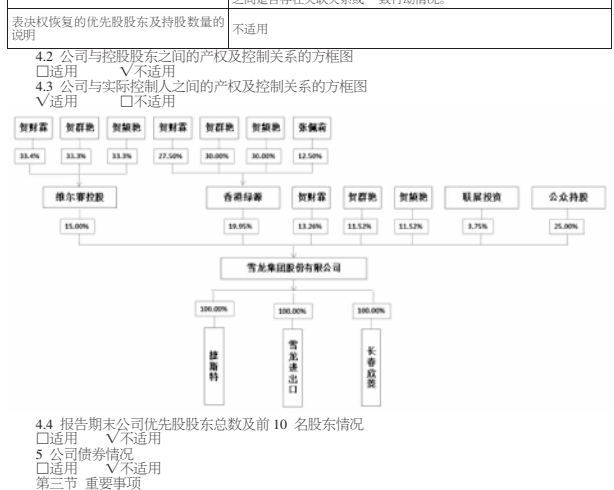 表决权恢复的优先股股东及持股数量的
说明
不适用
4.2 公司与控股股东之间的产权及控制关系的方框图
□适用 √不适用
4.3 公司与实际控制人之间的产权及控制关系的方框图
√适用 □不适用
贺财霖 贺群艳 贺频艳 贺财霖 贺群艳 贺频艳 张佩莉
33.4% 33.3% 33.3% 27.50% 30.00% 30.00% 12.50%
维尔赛控股 香港绿源 贺财霖 贺群艳 贺频艳 联展投资 公众持股
15.00% 19.95% 13.26% 11.52% 11.52% 3.75% 25.00%
雪龙集团股份有限公司
100.00% 100.00% 100.00%
捷斯特
雪龙进出口
长春欣菱
4.4 报告期末公司优先股股东总数及前 10 名股东情况
□适用 √不适用
5 公司债券情况
□适用 √不适用
第三节 重要事项